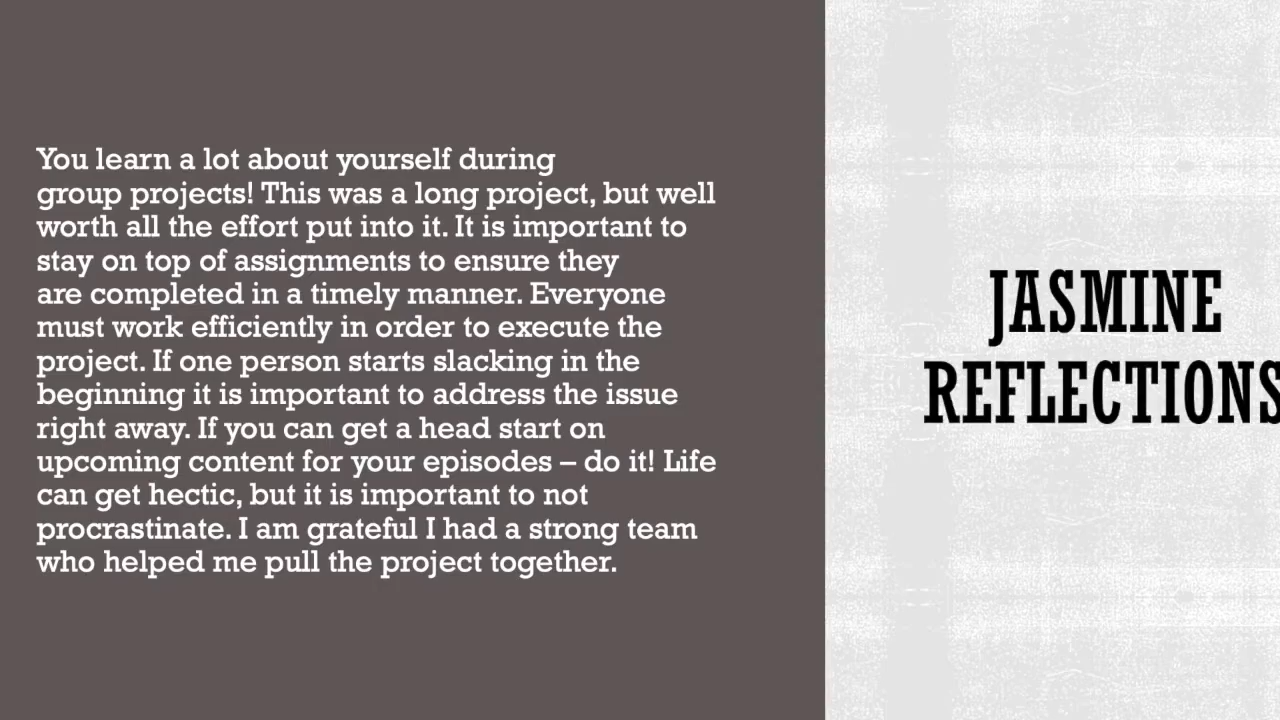 You learn a lot about yourself during
group projects! This was a long project, but well
worth all the effort put into it. It is important to
stay on top of assignments to ensure they
are completed in a timely manner. Everyone
must work efficiently in order to execute the
project. If one person starts slacking in the
beginning it is important to address the issue
right away. If you can get a head start on
upcoming content for your episodes – do it! Life
can get hectic, but it is important to not
procrastinate. I am grateful I had a strong team
who helped me pull the project together.
JASMINE
REFLECTIONS